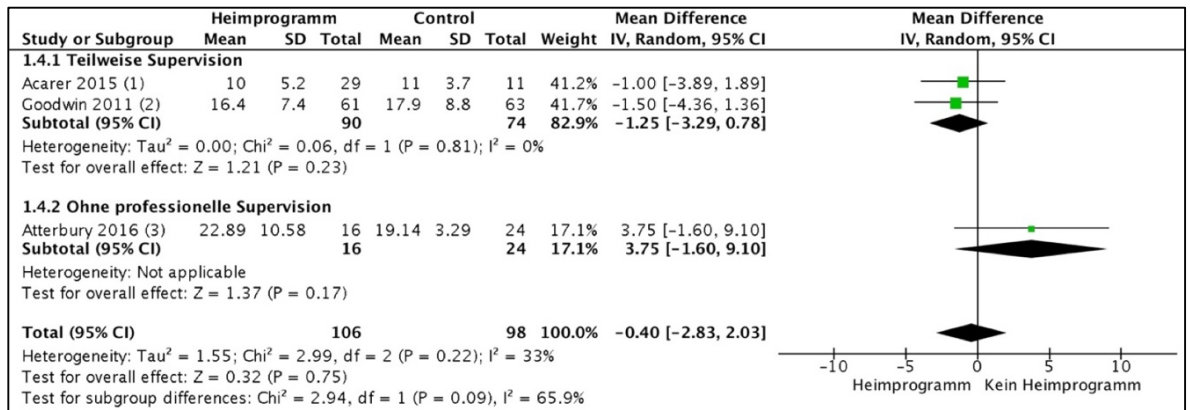 Heimprogramm Control Mean Difference Mean Difference
Study or Subgroup Mean SD Total Mean SD Total Weight IV, Random, 95% CI IV, Random, 95% CI
1.4.1 Teilweise Supervision
Acarer 2015 (1) 10 5.2 29 11 3.7 11 41.2% -1.00 [-3.89, 1.89]
Goodwin 2011 (2) 16.4 7.4 61 17.9 8.8 63 41.7% -1.50 [-4.36, 1.36]
Subtotal (95% CI) 90 74 82.9% -1.25 [-3.29, 0.78]
Heterogeneity: Tau² = 0.00; Chi² = 0.06, df = 1 (P = 0.81); I² = 0%
Test for overall effect: Z = 1.21 (P = 0.23)
1.4.2 Ohne professionelle Supervision
Atterbury 2016 (3) 22.89 10.58 16 19.14 3.29 24 17.1% 3.75 [-1.60, 9.10]
Subtotal (95% CI) 16 24 17.1% 3.75 [-1.60, 9.10]
Heterogeneity: Not applicable
Test for overall effect: Z = 1.37 (P = 0.17)
Total (95% CI) 106 98 100.0% -0.40 [-2.83, 2.03]
Heterogeneity: Tau² = 1.55; Chi² = 2.99, df = 2 (P = 0.22); I² = 33%
Test for overall effect: Z = 0.32 (P = 0.75)
Test for subgroup differences: Chi² = 2.94, df = 1 (P = 0.09), I² = 65.9%
-10 -5 0 5 10
Heimprogramm Kein Heimprogramm